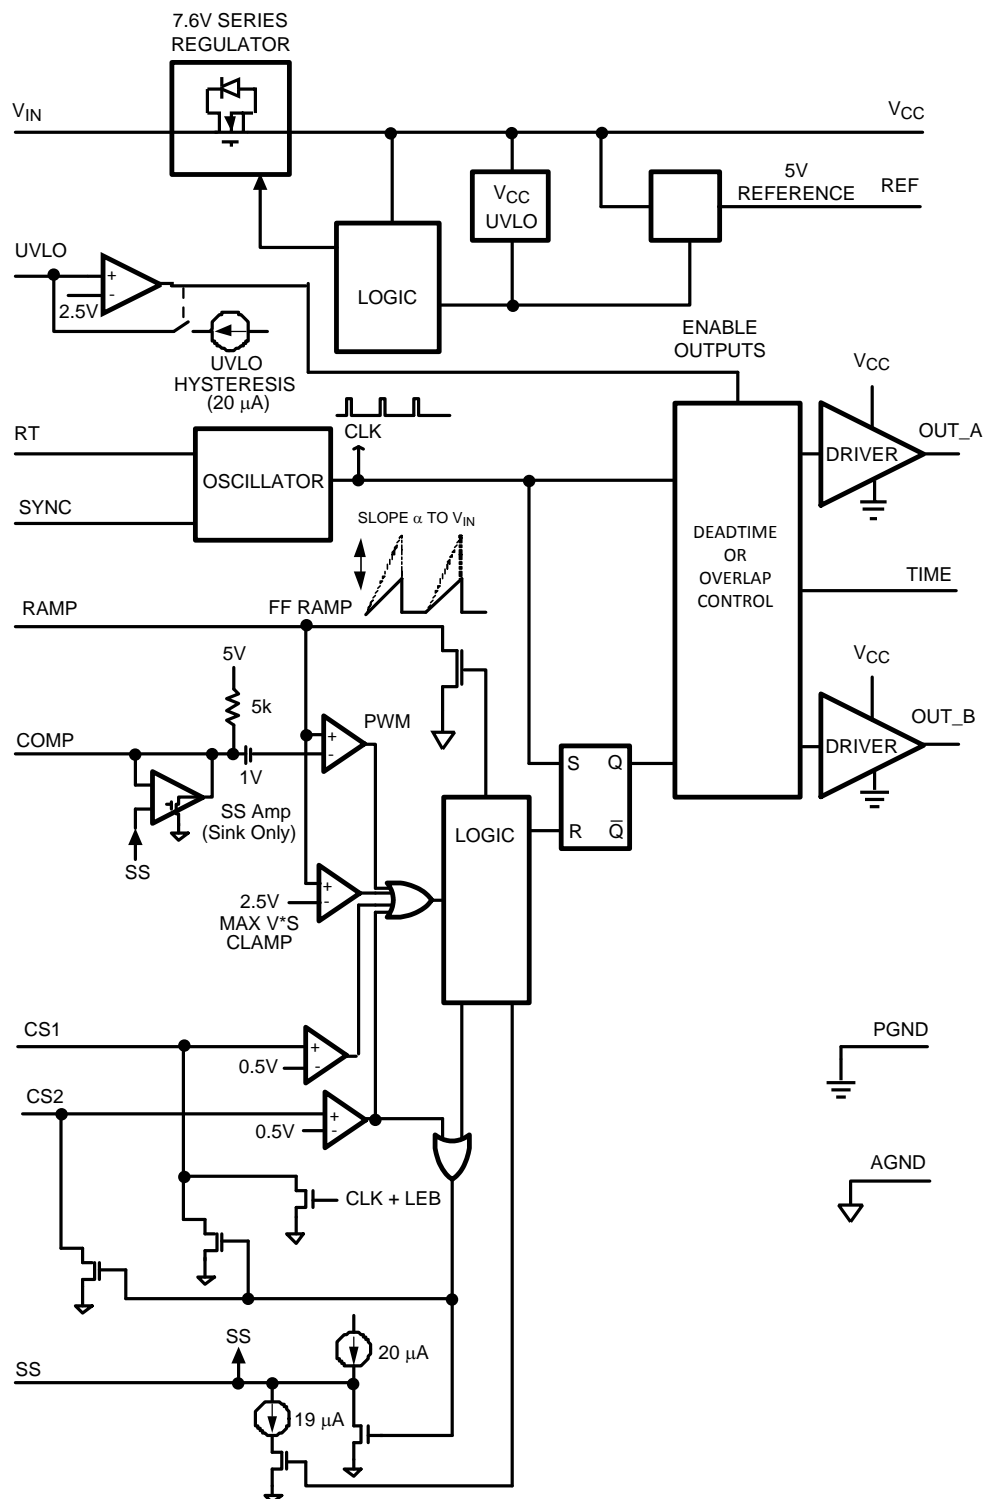 7.6V SERIES
REGULATOR
VIN
VCC
VCC
UVLO
5V
REFERENCE
REF
UVLO
+
-
2.5V
LOGIC
UVLO
HYSTERESIS
(20 μA)
ENABLE
OUTPUTS
VCC
RT
CLK
OUT_A
OSCILLATOR
DRIVER
SYNC
SLOPE α TO VIN
DEADTIME
OR
OVERLAP
CONTROL
TIME
RAMP
FF RAMP
5V
5k
VCC
PWM
OUT_B
COMP
+
-
1V
DRIVER
S Q
SS Amp
(Sink Only)
LOGIC
R Q̅
SS
+
-
2.5V
MAX V*S
CLAMP
CS1
+
-
0.5V
PGND
CS2
+
-
0.5V
AGND
CLK + LEB
SS
20 μA
SS
19 μA